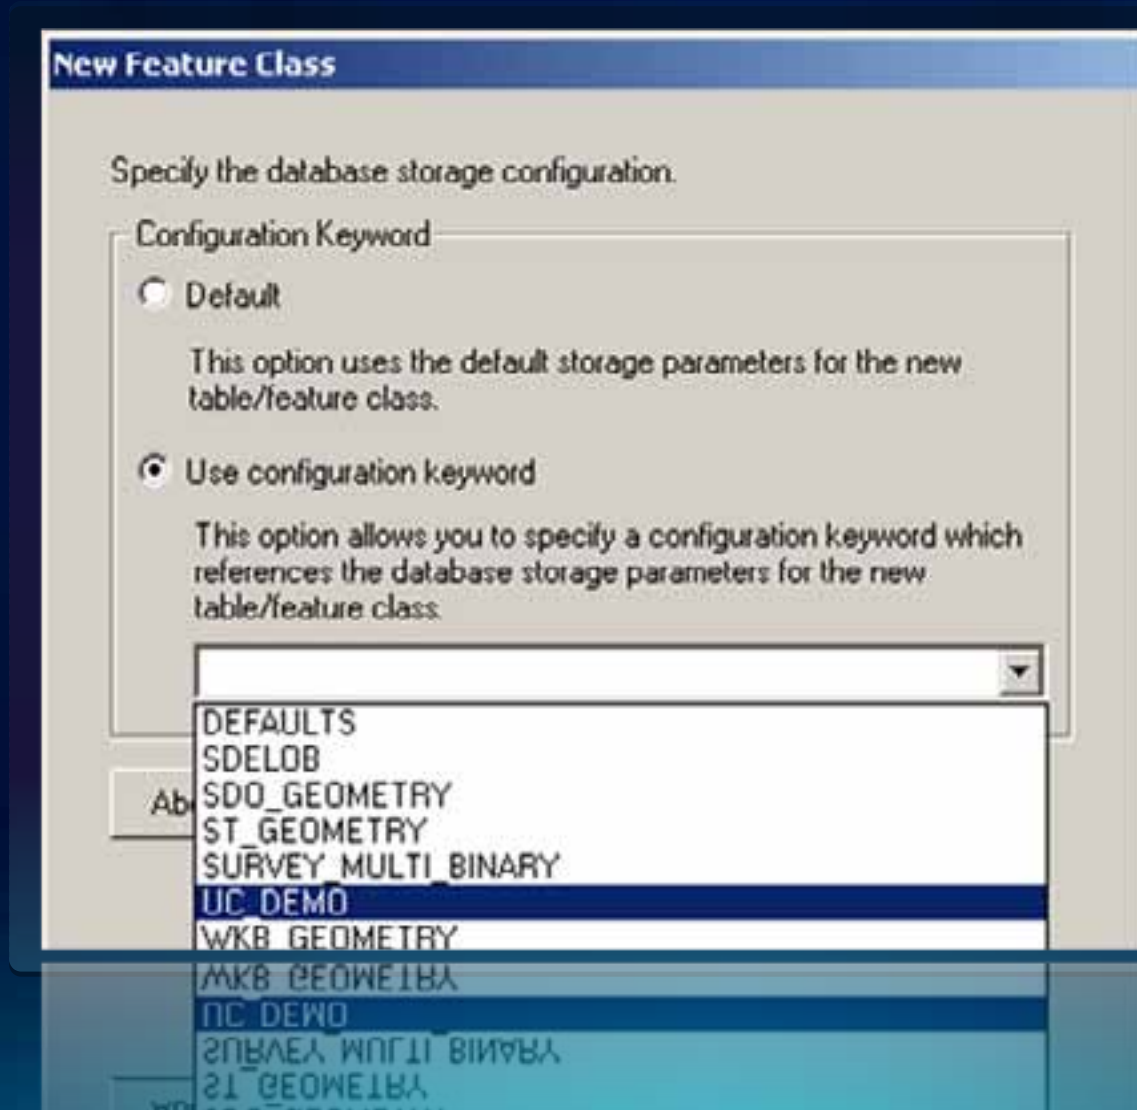 New Feature Class
Specify the database storage configuration.
Configuration Keyword
Default
This option uses the default storage parameters for the new
table/feature class.
Use configuration keyword
This option allows you to specify a configuration keyword which
references the database storage parameters for the new
table/feature class.
DEFAULTS
SDELOB
SDO_GEOMETRY
ST_GEOMETRY
SURVEY_MULTI_BINARY
UC_DEMO
WKB_GEOMETRY